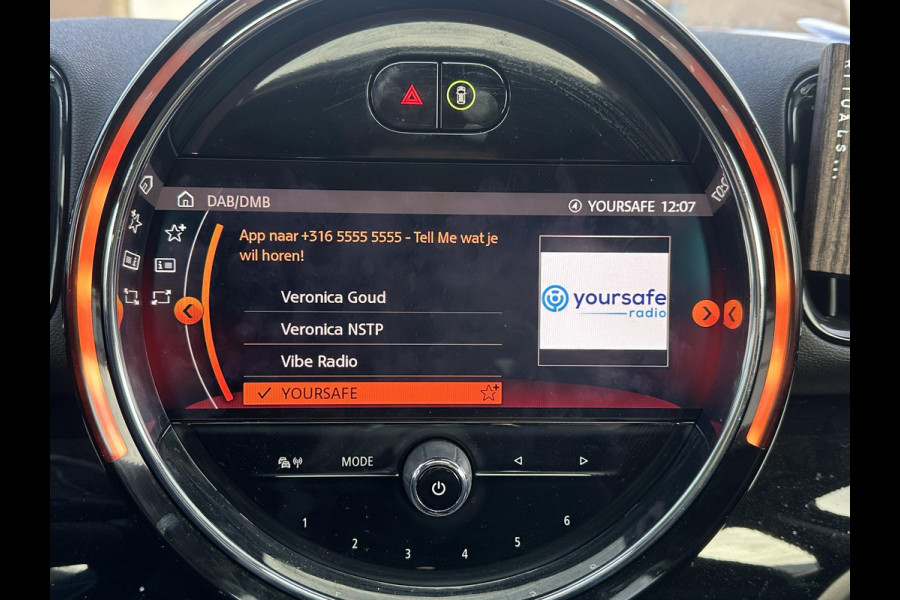 DAB/DMB
YOURSAFE 12:07
App naar +316 5555 5555 - Tell Me wat je
wil horen!
Veronica Goud
Veronica NSTP
Vibe Radio
YOURSAFE
yoursafe
radio
MODE
1
2
3
4
5
6
RITUALS...